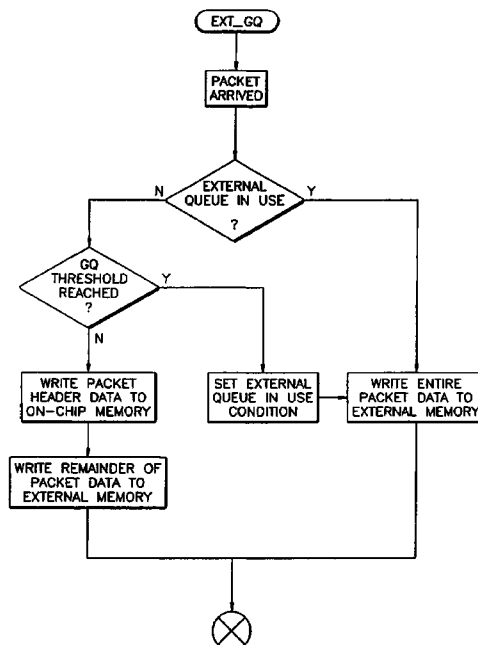 EXT_GQ
PACKET
ARRIVED
N
EXTERNAL
QUEUE IN USE
?
Y
GQ
THRESHOLD
REACHED
?
Y
N
WRITE PACKET
HEADER DATA TO
ON-CHIP MEMORY
SET EXTERNAL
QUEUE IN USE
CONDITION
WRITE ENTIRE
PACKET DATA TO
EXTERNAL MEMORY
WRITE REMAINDER OF
PACKET DATA TO
EXTERNAL MEMORY